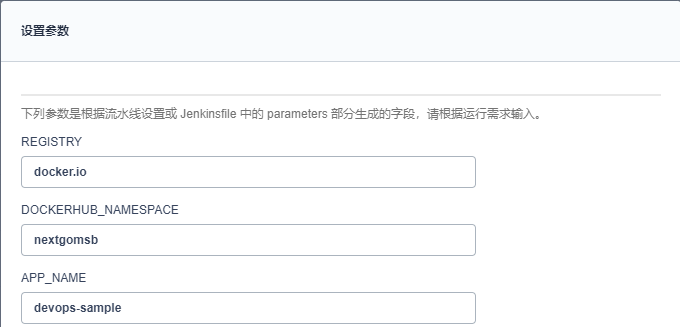 设置参数
下列参数是根据流水线设置或 Jenkinsfile 中的 parameters 部分生成的字段，请根据运行需求输入。
REGISTRY
docker.io
DOCKERHUB_NAMESPACE
nextgomsb
APP_NAME
devops-sample